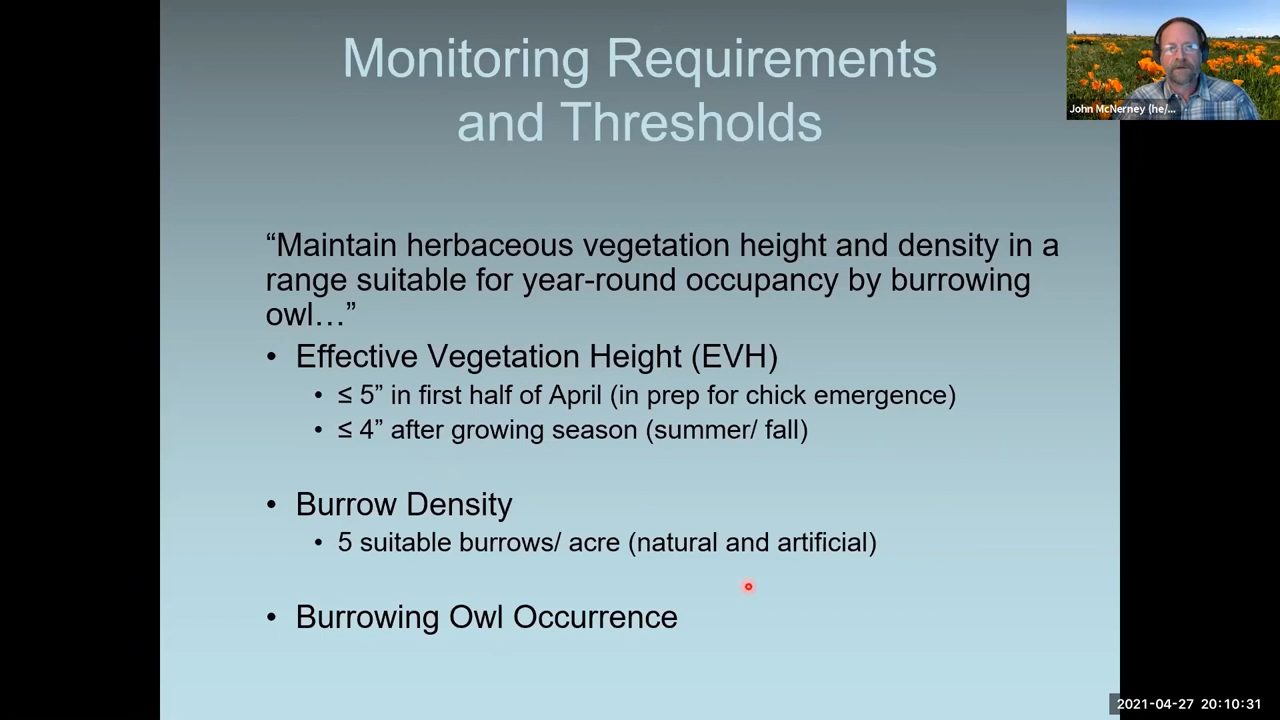 Monitoring Requirements
and Thresholds
John McNerney (he/...
“Maintain herbaceous vegetation height and density in a
range suitable for year-round occupancy by burrowing
owl…”
• Effective Vegetation Height (EVH)
• ≤ 5” in first half of April (in prep for chick emergence)
• ≤ 4” after growing season (summer/ fall)
• Burrow Density
• 5 suitable burrows/ acre (natural and artificial)
• Burrowing Owl Occurrence
2021-04-27 20:10:31